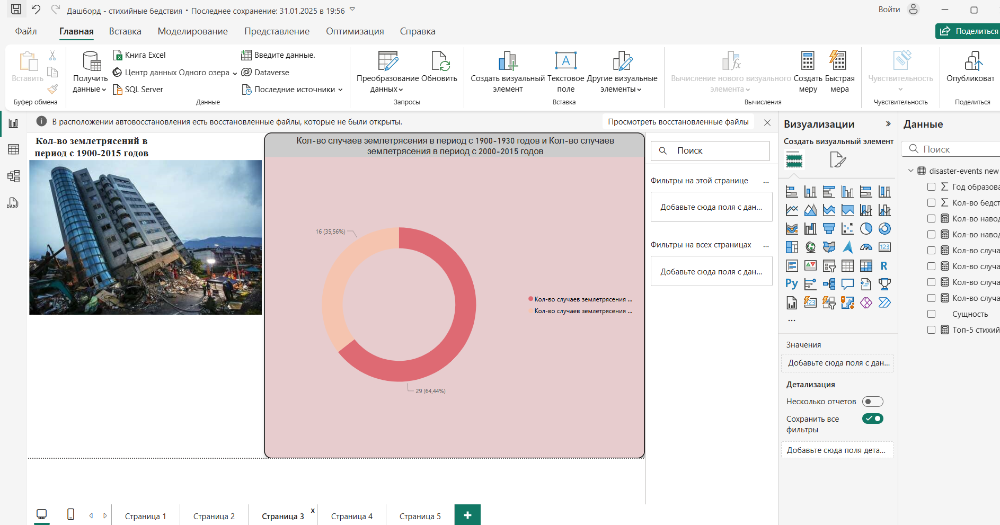 Дашборд - стихийные бедствия • Последнее сохранение: 31.01.2025 в 19:56
Войти
Файл
Главная
Вставка
Моделирование
Представление
Оптимизация
Справка
Поделиться
Вставить
Буфер обмена
Получить
данные
Книга Excel
Центр данных Одного озера
SQL Server
Введите данные.
Dataverse
Последние источники
Данные
Преобразование
данных
Обновить
Запросы
Создать визуальный
элемент
Текстовое
поле
Другие визуальные
элементы
Вставка
Вычисление нового визуального
элемента
Создать
меру
Быстрая
мера
Вычисления
Чувствительность
Чувствительность
Опубликоват
Поделиться
В расположении автовосстановления есть восстановленные файлы, которые не были открыты.
Просмотреть восстановленные файлы
DAX
Кол-во землетрясений в
период с 1900-2015 годов
Кол-во случаев землетрясения в период с 1900-1930 годов и Кол-во случаев
землетрясения в период с 2000-2015 годов
16 (35,56%)
29 (64,44%)
Кол-во случаев землетрясения ...
Кол-во случаев землетрясения ...
Поиск
Фильтры на этой странице
...
Добавьте сюда поля с дан...
Фильтры на всех страницах
...
Добавьте сюда поля с дан...
Визуализации
Создать визуальный элемент
123
R
Py
123
...
Значения
Добавьте сюда поля с дан...
Детализация
Несколько отчетов
Сохранить все
фильтры
Добавьте сюда поля дета...
Данные
Поиск
disaster-events new
Год образова
Кол-во бедст
Кол-во навод
Кол-во навод
Кол-во случа
Кол-во случа
Кол-во случа
Кол-во случа
Сущность
Топ-5 стихий
Страница 1
Страница 2
Страница 3
x
Страница 4
Страница 5
+